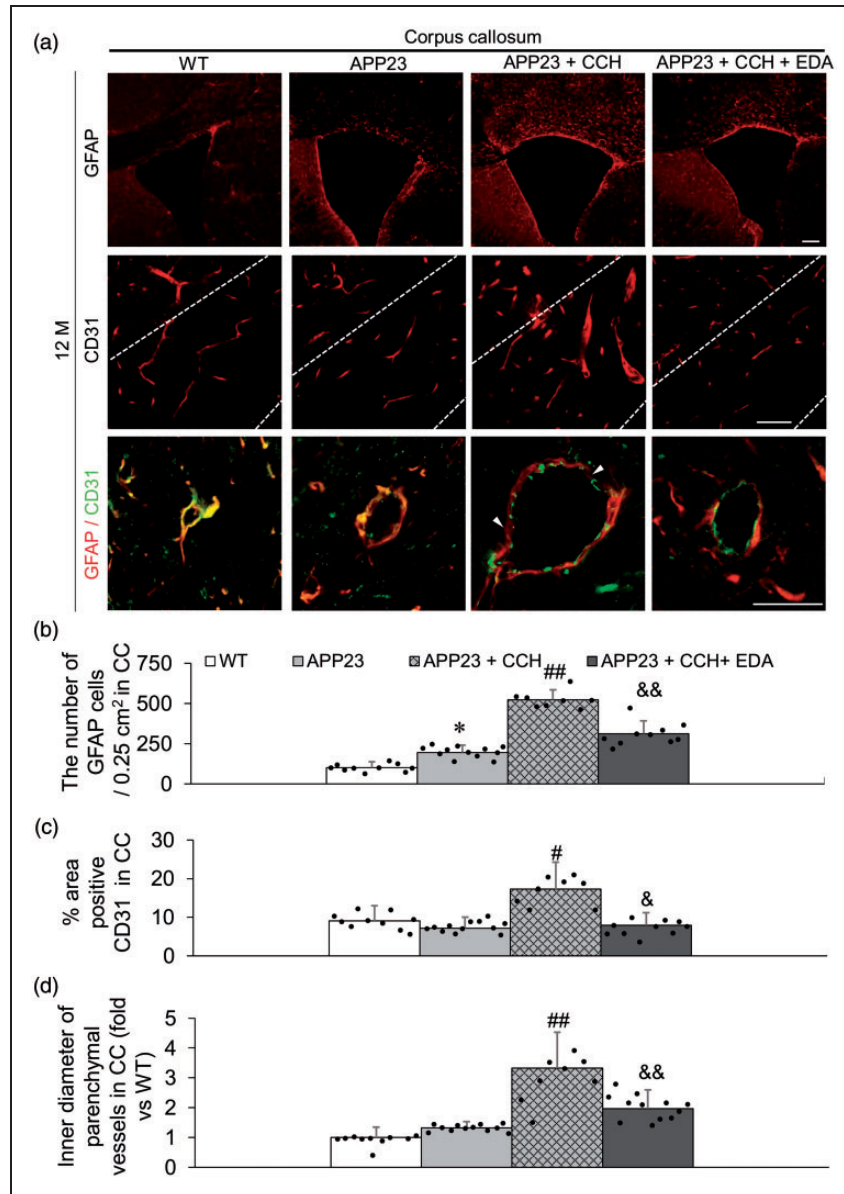 (a)
Corpus callosum
WT APP23 APP23 + CCH APP23 + CCH + EDA
12 M
GFAP
CD31
GFAP / CD31
(b)
WT APP23 APP23 + CCH APP23 + CCH+ EDA
The number of
GFAP cells
/ 0.25 cm² in CC
750
500
250
0
*
##
&&
(c)
% area
positive
CD31 in CC
30
20
10
0
#
&
(d)
Inner diameter of
parenchymal
vessels in CC (fold
vs WT)
5
4
3
2
1
0
##
&&